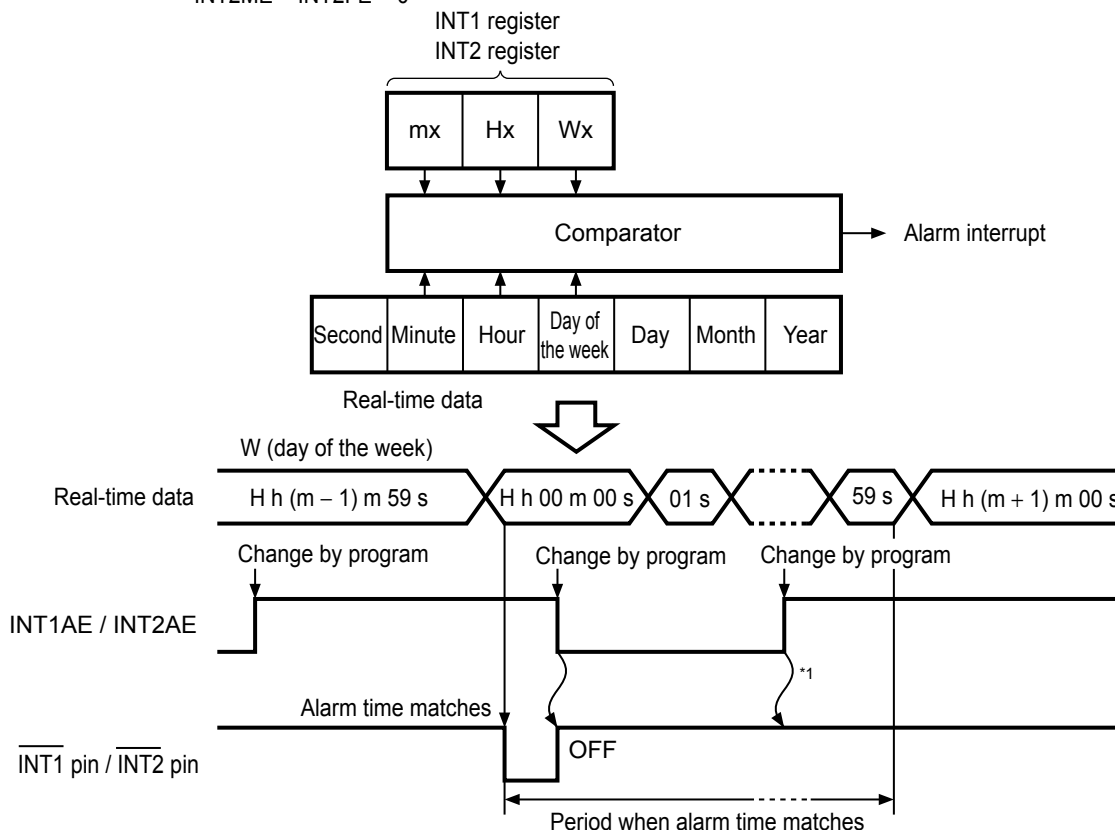 INT1 register
INT2 register
mx Hx Wx
Comparator
Alarm interrupt
Second Minute Hour Day of the week Day Month Year
Real-time data
W (day of the week)
Real-time data
H h (m − 1) m 59 s
H h 00 m 00 s
01 s
59 s
H h (m + 1) m 00 s
Change by program
Change by program
Change by program
INT1AE / INT2AE
*1
Alarm time matches
INT1 pin / INT2 pin
OFF
Period when alarm time matches